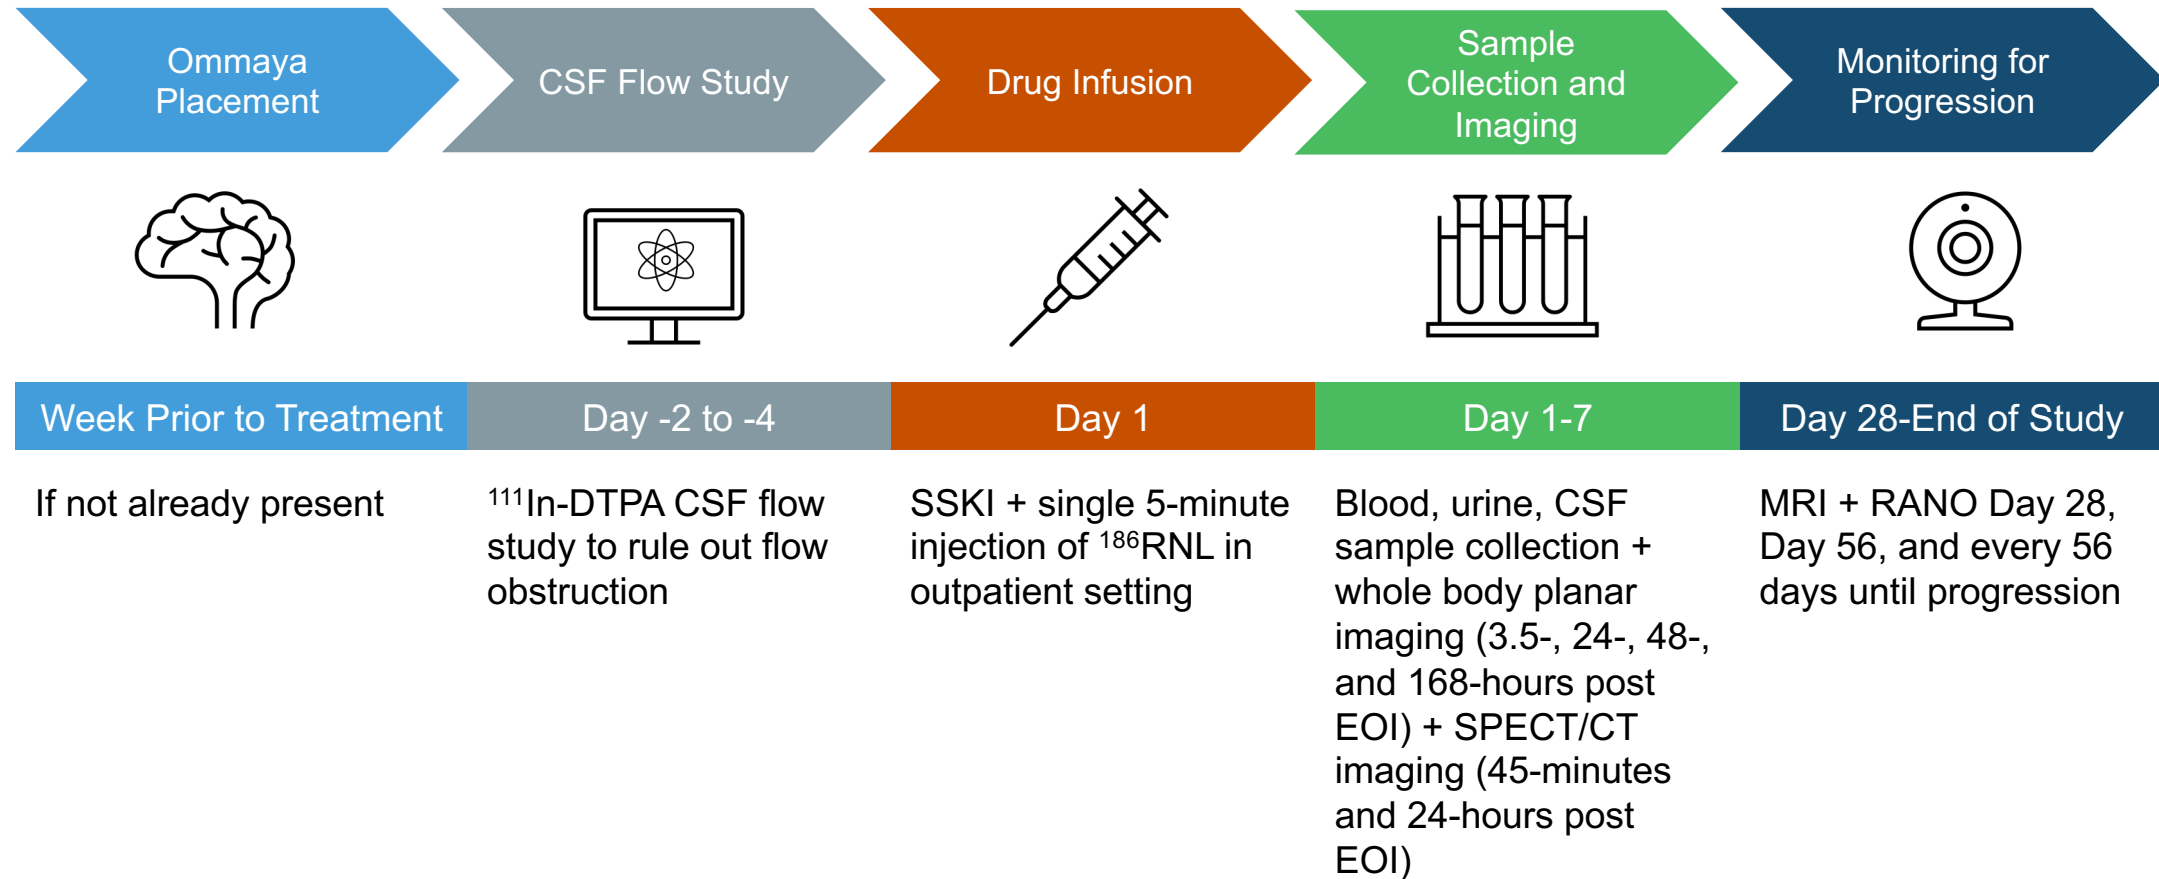 Ommaya
Placement
CSF Flow Study
Drug Infusion
Sample
Collection and
Imaging
Monitoring for
Progression
Week Prior to Treatment
Day -2 to -4
Day 1
Day 1-7
Day 28-End of Study
If not already present
¹¹¹In-DTPA CSF flow
study to rule out flow
obstruction
SSKI + single 5-minute
injection of ¹⁸⁶RNL in
outpatient setting
Blood, urine, CSF
sample collection +
whole body planar
imaging (3.5-, 24-, 48-,
and 168-hours post
EOI) + SPECT/CT
imaging (45-minutes
and 24-hours post
EOI)
MRI + RANO Day 28,
Day 56, and every 56
days until progression